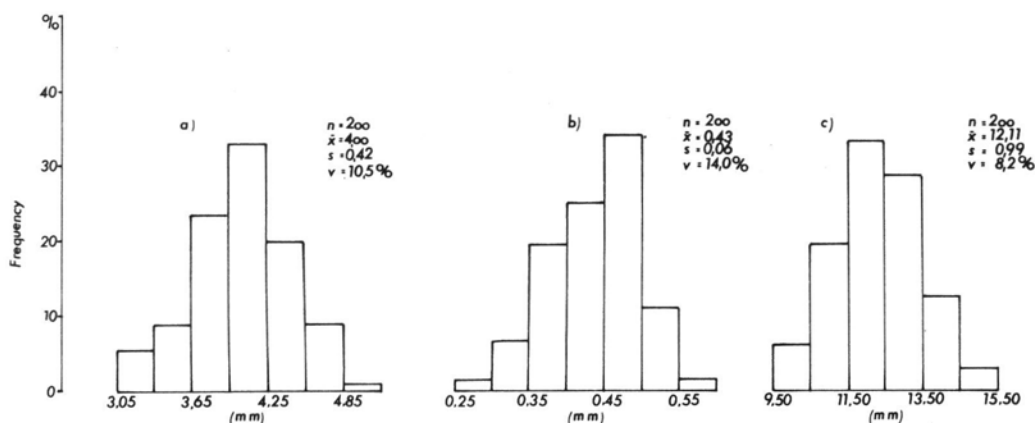 %
40
30
20
10
0
Frequency
a)
n = 200
x̄ = 4,00
s = 0,42
v = 10,5%
3,05 3,65 4,25 4,85
(mm)
b)
n = 200
x̄ = 0,43
s = 0,06
v = 14,0%
0.25 0,35 0,45 0,55
(mm)
c)
n = 200
x̄ = 12,11
s = 0,99
v = 8,2%
9.50 11,50 13.50 15.50
(mm)